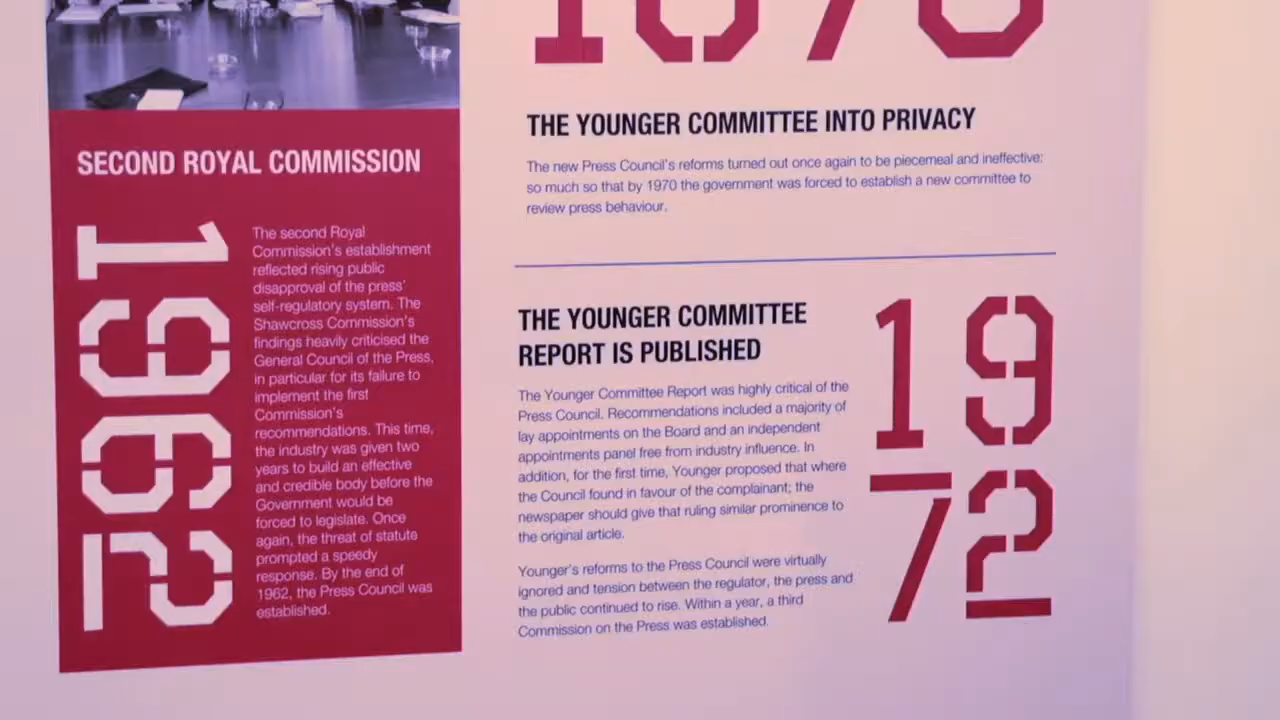 SECOND ROYAL COMMISSION
1962
The second Royal
Commission's establishment
reflected rising public
disapproval of the press'
self-regulatory system. The
Shawcross Commission's
findings heavily criticised the
General Council of the Press,
in particular for its failure to
implement the first
Commission's
recommendations. This time,
the industry was given two
years to build an effective
and credible body before the
Government would be
forced to legislate. Once
again, the threat of statute
prompted a speedy
response. By the end of
1962, the Press Council was
established.
THE YOUNGER COMMITTEE INTO PRIVACY
The new Press Council's reforms turned out once again to be piecemeal and ineffective:
so much so that by 1970 the government was forced to establish a new committee to
review press behaviour.
THE YOUNGER COMMITTEE
REPORT IS PUBLISHED
The Younger Committee Report was highly critical of the
Press Council. Recommendations included a majority of
lay appointments on the Board and an independent
appointments panel free from industry influence. In
addition, for the first time, Younger proposed that where
the Council found in favour of the complainant; the
newspaper should give that ruling similar prominence to
the original article.
Younger's reforms to the Press Council were virtually
ignored and tension between the regulator, the press and
the public continued to rise. Within a year, a third
Commission on the Press was established.
19
72